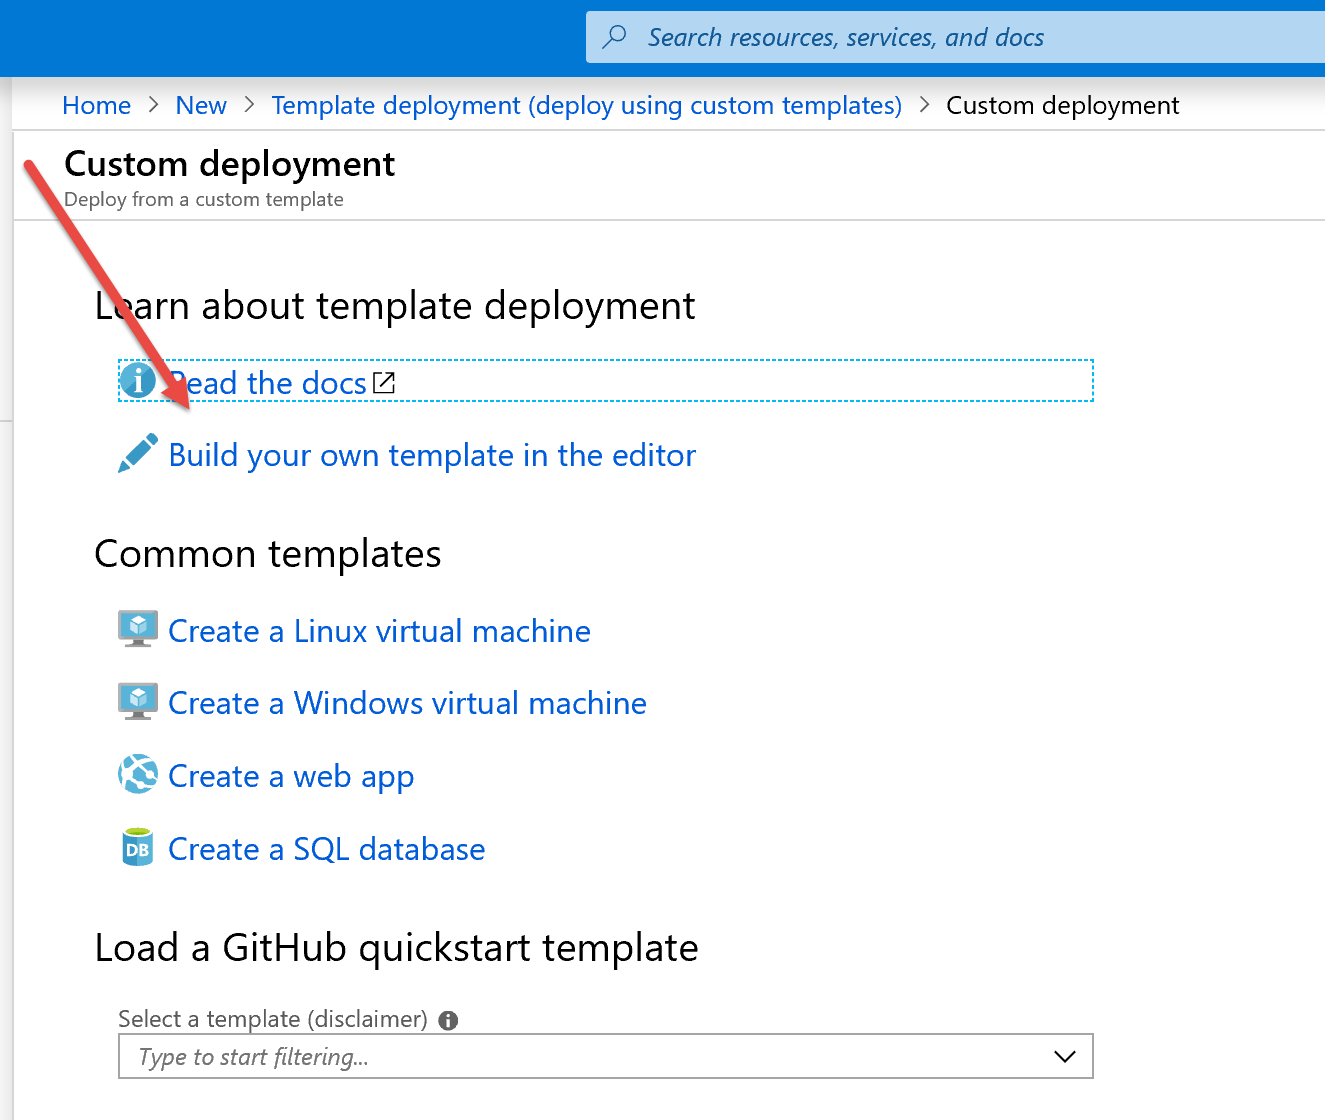 Search resources, services, and docs
Home > New > Template deployment (deploy using custom templates) > Custom deployment
Custom deployment
Deploy from a custom template
Learn about template deployment
i Read the docs
Build your own template in the editor
Common templates
Create a Linux virtual machine
Create a Windows virtual machine
Create a web app
DB Create a SQL database
Load a GitHub quickstart template
Select a template (disclaimer) i
Type to start filtering...